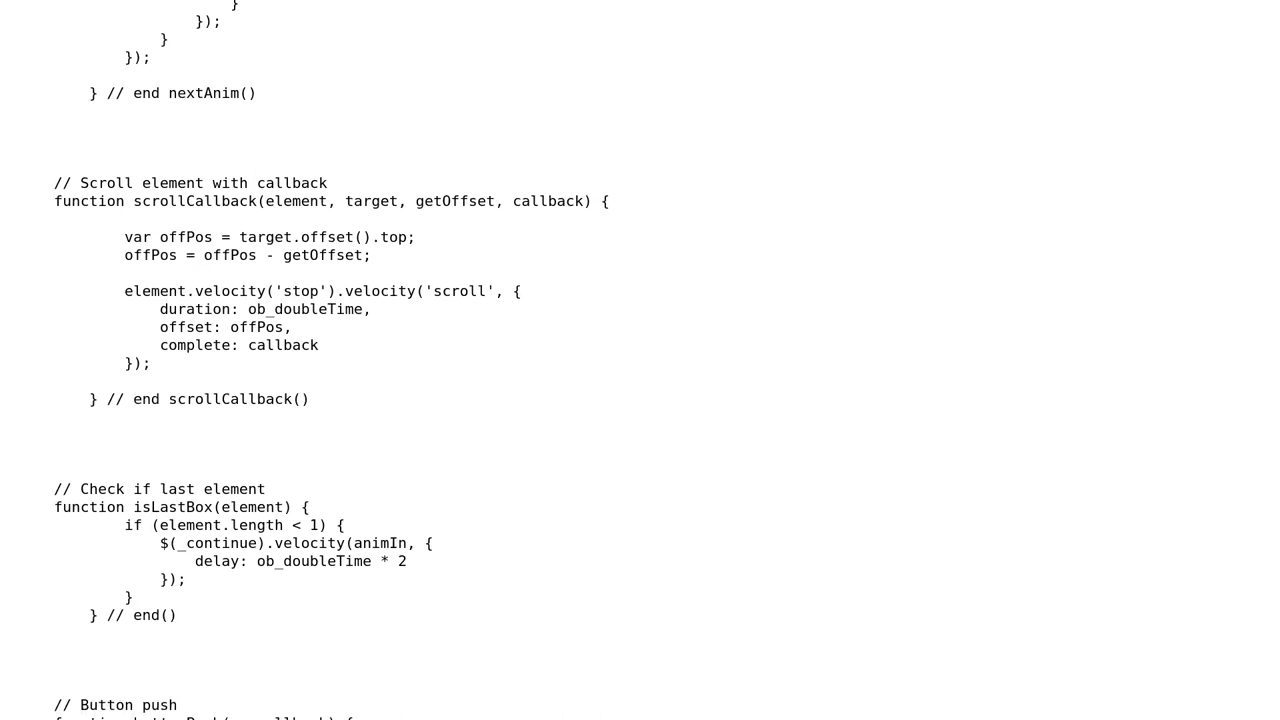 }
});
}
});
} // end nextAnim()
// Scroll element with callback
function scrollCallback(element, target, getOffset, callback) {
var offPos = target.offset().top;
offPos = offPos - getOffset;
element.velocity('stop').velocity('scroll', {
duration: ob_doubleTime,
offset: offPos,
complete: callback
});
} // end scrollCallback()
// Check if last element
function isLastBox(element) {
if (element.length < 1) {
$(_continue).velocity(animIn, {
delay: ob_doubleTime * 2
});
}
} // end()
// Button push